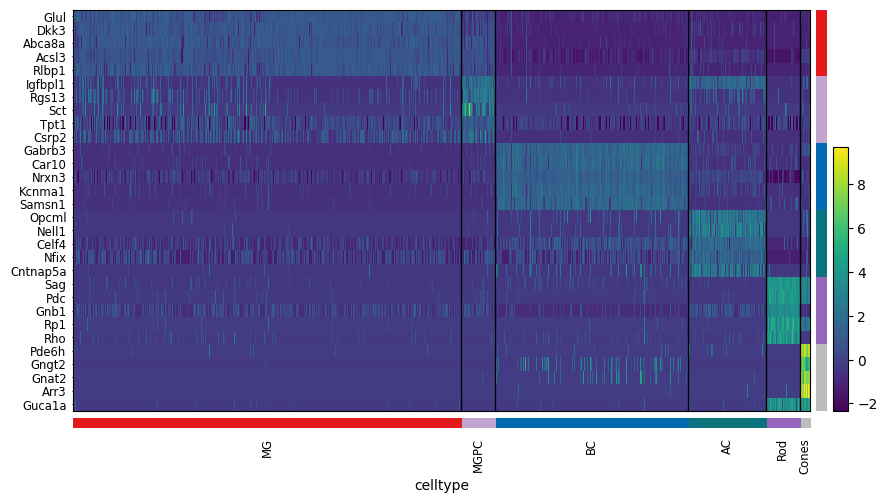 Glul
Dkk3
Abca8a
Acsl3
Rlbp1
Igfbpl1
Rgs13
Sct
Tpt1
Csrp2
Gabrb3
Car10
Nrxn3
Kcnma1
Samsn1
Opcml
Nell1
Celf4
Nfix
Cntnap5a
Sag
Pdc
Gnb1
Rp1
Rho
Pde6h
Gngt2
Gnat2
Arr3
Guca1a
8
6
4
2
0
−2
MG
MGPC
BC
AC
Rod
Cones
celltype